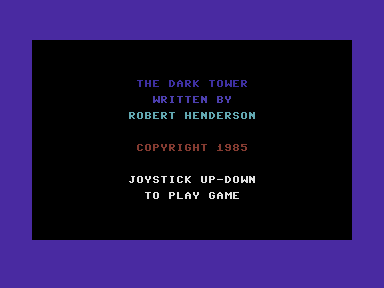 THE DARK TOWER
WRITTEN BY
ROBERT HENDERSON
COPYRIGHT 1985
JOYSTICK UP-DOWN
TO PLAY GAME